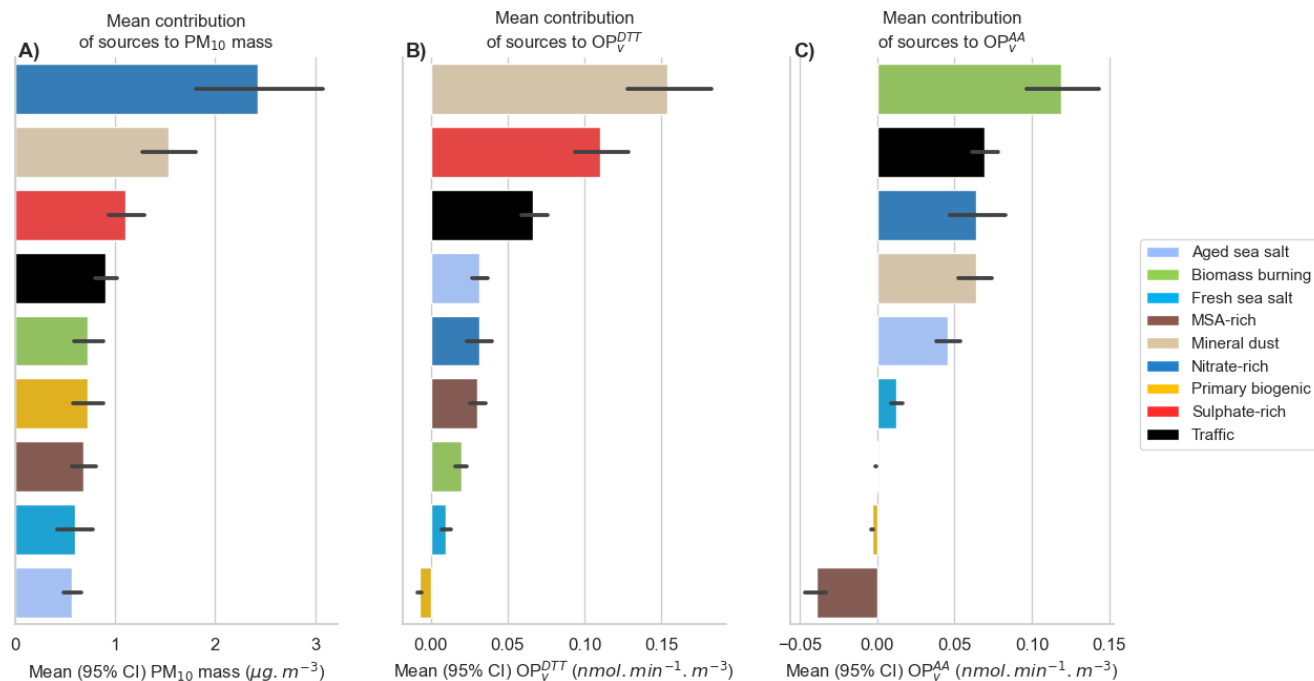 Mean contribution
of sources to PM₁₀ mass
A)
0
1
2
3
Mean (95% CI) PM₁₀ mass (μg. m⁻³)
Mean contribution
of sources to OPᵥᴰᵀᵀ
B)
0.00
0.05
0.10
0.15
Mean (95% CI) OPᵥᴰᵀᵀ (nmol. min⁻¹. m⁻³)
Mean contribution
of sources to OPᵥᴬᴬ
C)
−0.05
0.00
0.05
0.10
0.15
Mean (95% CI) OPᵥᴬᴬ (nmol. min⁻¹. m⁻³)
Aged sea salt
Biomass burning
Fresh sea salt
MSA-rich
Mineral dust
Nitrate-rich
Primary biogenic
Sulphate-rich
Traffic